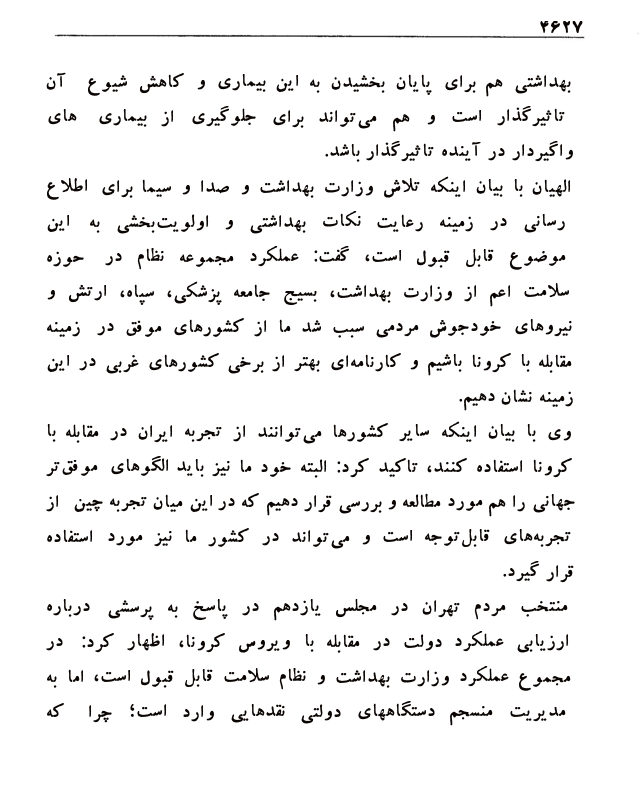 ۴۶۲۷
بهداشتی هم برای پایان بخشیدن به این بیماری و کاهش شیوع آن
تاثیرگذار است و هم می‌تواند برای جلوگیری از بیماری های
واگیردار در آینده تاثیرگذار باشد.
الهیان با بیان اینکه تلاش وزارت بهداشت و صدا و سیما برای اطلاع
رسانی در زمینه رعایت نکات بهداشتی و اولویت‌بخشی به این
موضوع قابل قبول است، گفت: عملکرد مجموعه نظام در حوزه
سلامت اعم از وزارت بهداشت، بسیج جامعه پزشکی، سپاه، ارتش و
نیروهای خودجوش مردمی سبب شد ما از کشورهای موفق در زمینه
مقابله با کرونا باشیم و کارنامه‌ای بهتر از برخی کشورهای غربی در این
زمینه نشان دهیم.
وی با بیان اینکه سایر کشورها می‌توانند از تجربه ایران در مقابله با
کرونا استفاده کنند، تاکید کرد: البته خود ما نیز باید الگوهای موفق‌تر
جهانی را هم مورد مطالعه و بررسی قرار دهیم که در این میان تجربه چین از
تجربه‌های قابل‌توجه است و می‌تواند در کشور ما نیز مورد استفاده
قرار گیرد.
منتخب مردم تهران در مجلس یازدهم در پاسخ به پرسشی درباره
ارزیابی عملکرد دولت در مقابله با ویروس کرونا، اظهار کرد: در
مجموع عملکرد وزارت بهداشت و نظام سلامت قابل قبول است، اما به
مدیریت منسجم دستگاههای دولتی نقدهایی وارد است؛ چرا که